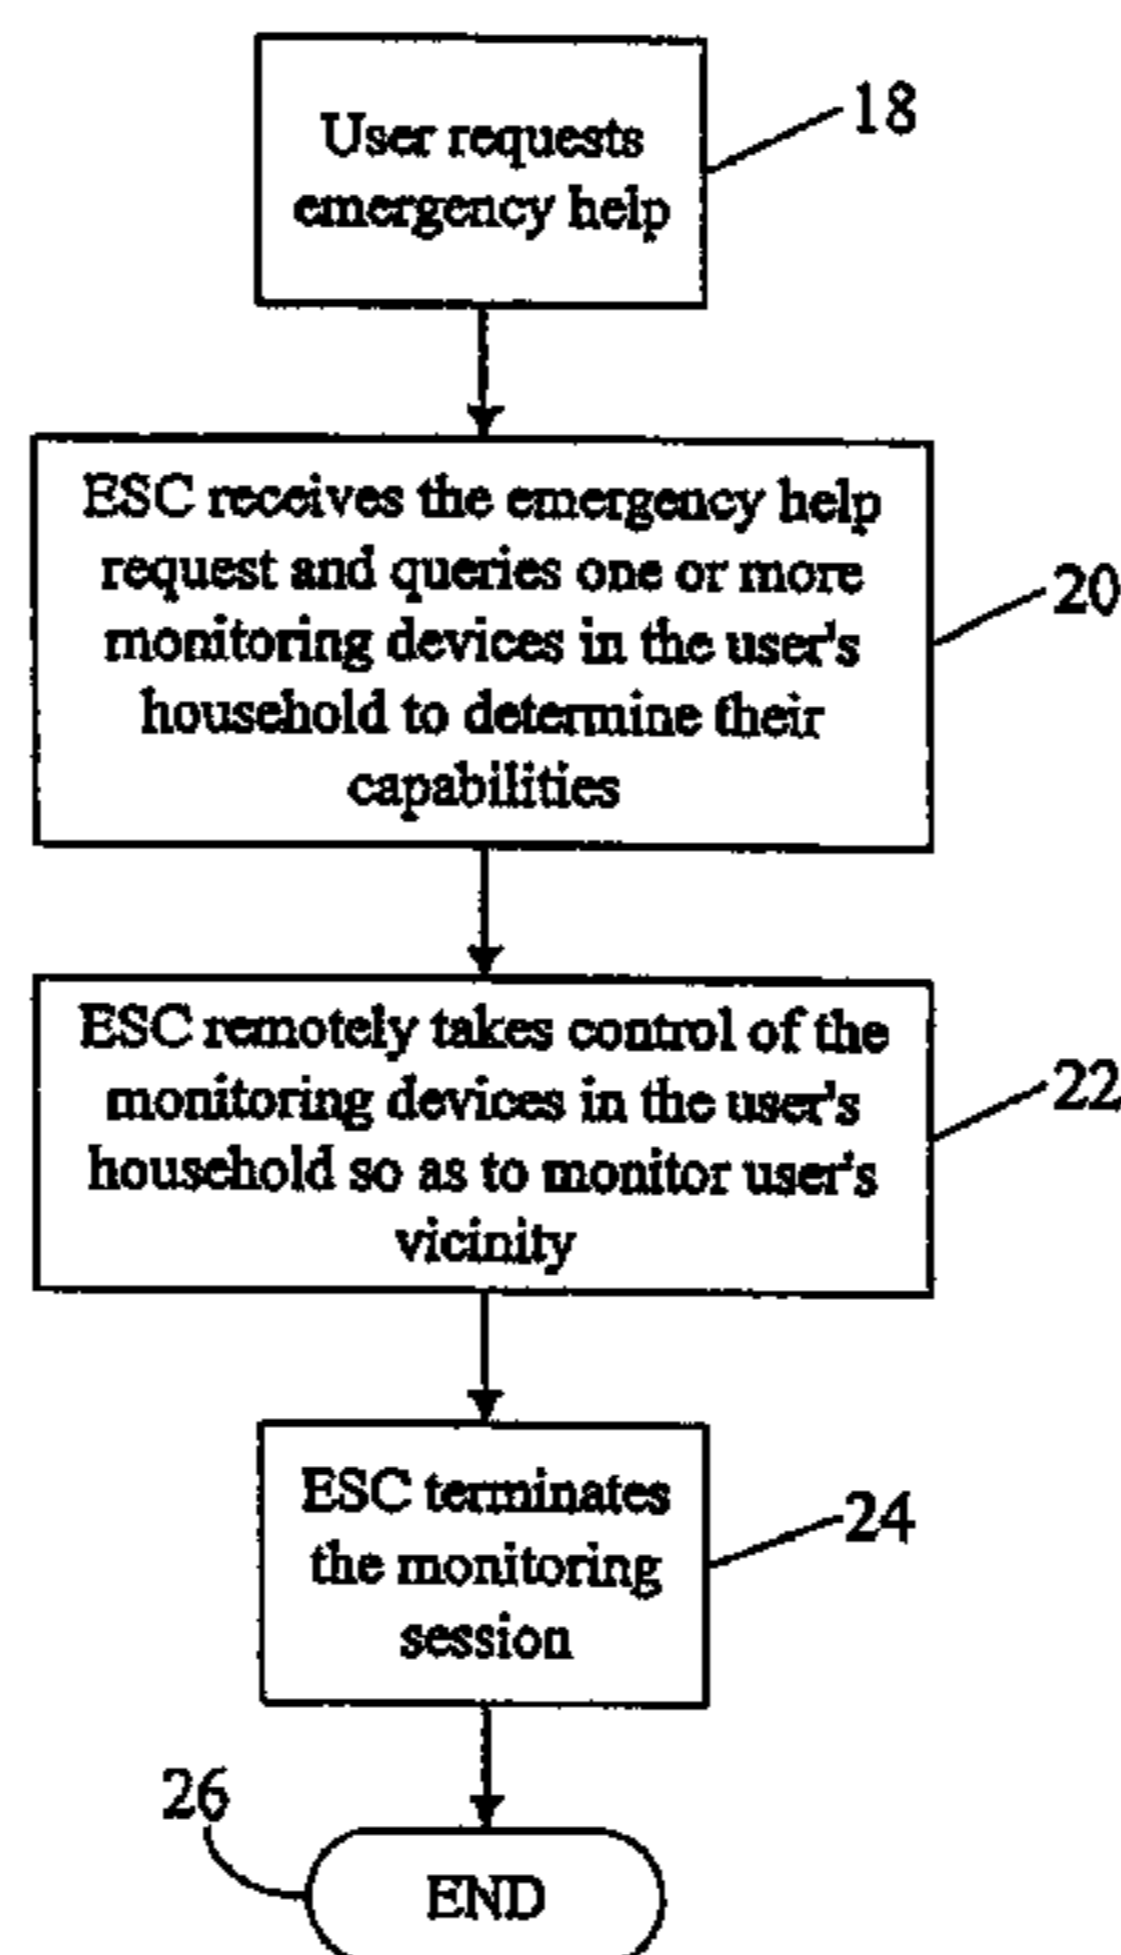 User requests
emergency help
18
ESC receives the emergency help
request and queries one or more
monitoring devices in the user's
household to determine their
capabilities
20
ESC remotely takes control of the
monitoring devices in the user's
household so as to monitor user's
vicinity
22
ESC terminates
the monitoring
session
24
26
END